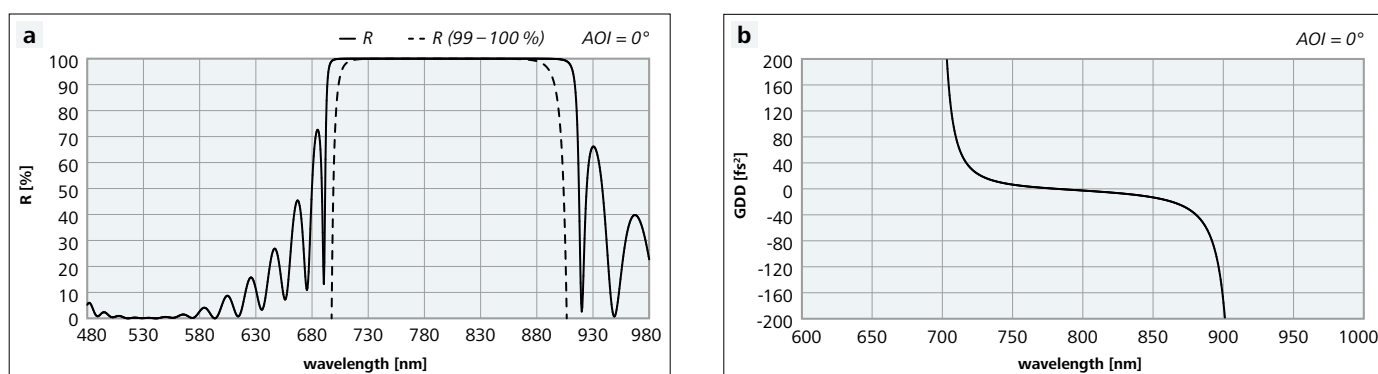 a
— R - - R (99 – 100 %) AOI = 0°
R [%]
100
90
80
70
60
50
40
30
20
10
0
480 530 580 630 680 730 780 830 880 930 980
wavelength [nm]
b
AOI = 0°
GDD [fs²]
200
160
120
80
40
0
-40
-80
-120
-160
-200
600 650 700 750 800 850 900 950 1000
wavelength [nm]